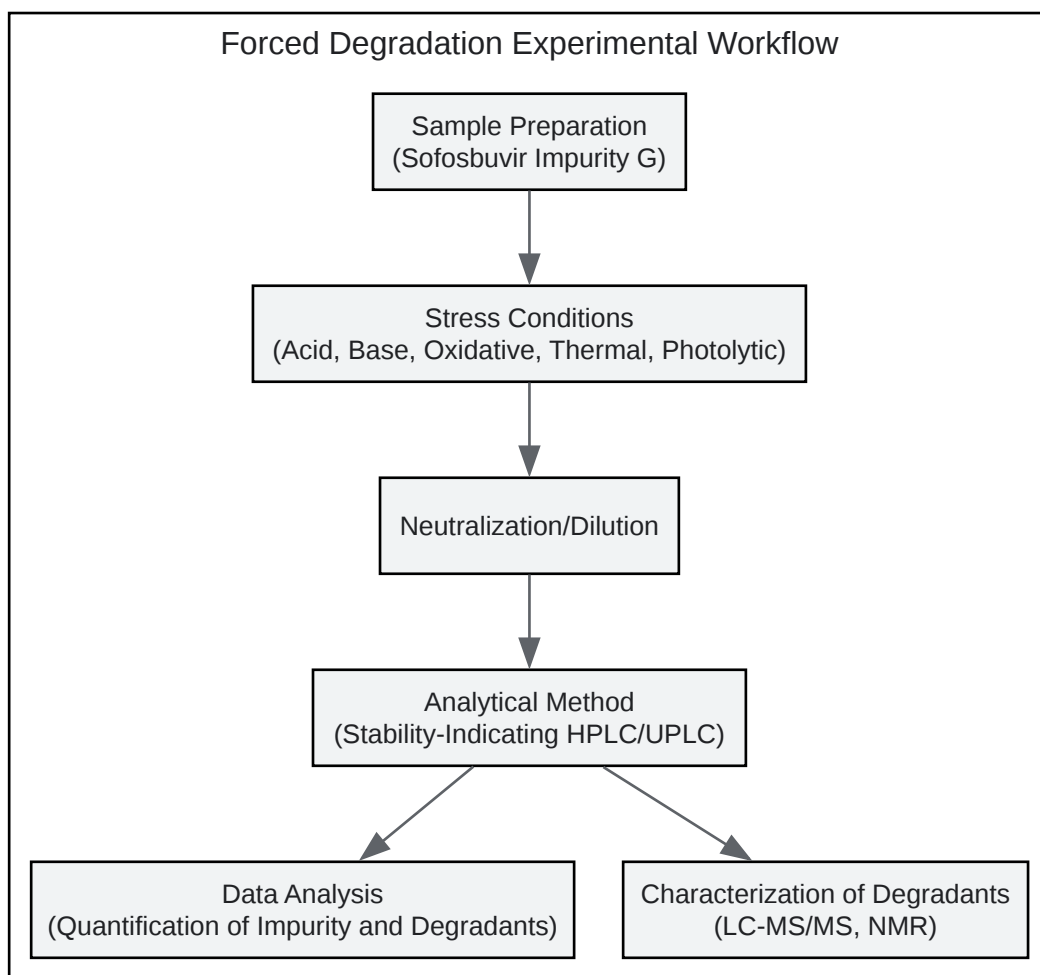 Forced Degradation Experimental Workflow
Sample Preparation
(Sofosbuvir Impurity G)
Stress Conditions
(Acid, Base, Oxidative, Thermal, Photolytic)
Neutralization/Dilution
Analytical Method
(Stability-Indicating HPLC/UPLC)
Data Analysis
(Quantification of Impurity and Degradants)
Characterization of Degradants
(LC-MS/MS, NMR)